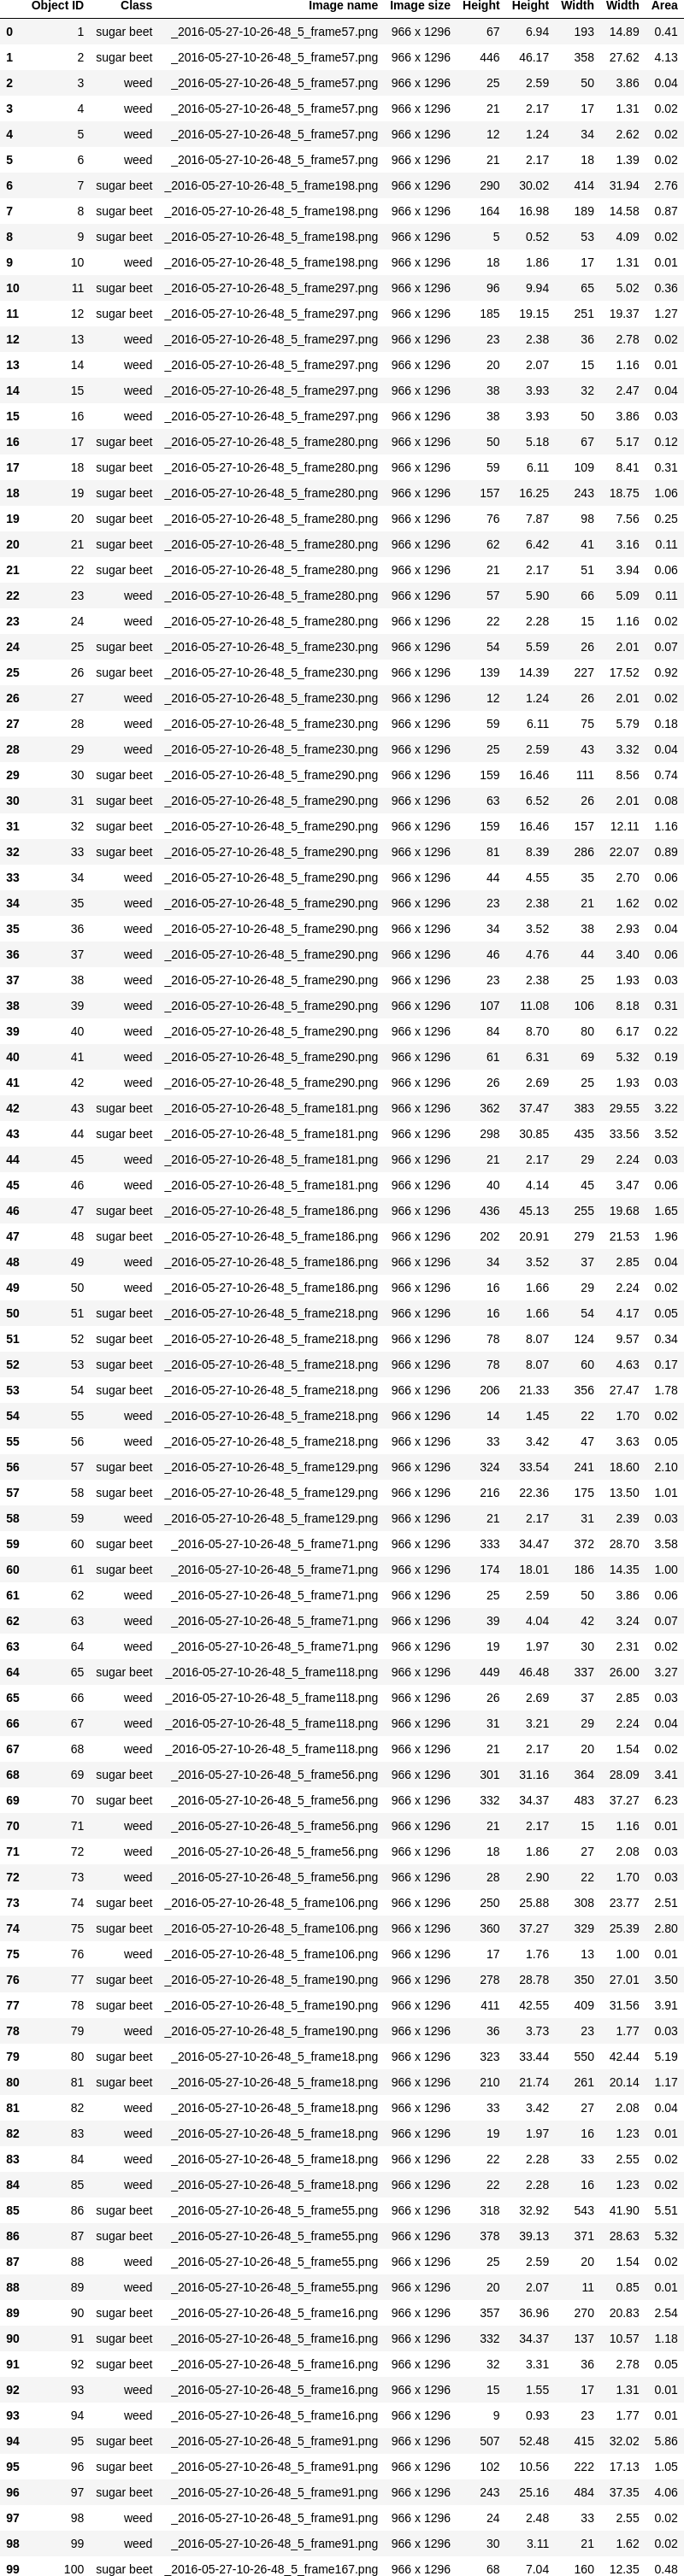 Object ID Class Image name Image size Height Height Width Width Area
0 1 sugar beet _2016-05-27-10-26-48_5_frame57.png 966 x 1296 67 6.94 193 14.89 0.41
1 2 sugar beet _2016-05-27-10-26-48_5_frame57.png 966 x 1296 446 46.17 358 27.62 4.13
2 3 weed _2016-05-27-10-26-48_5_frame57.png 966 x 1296 25 2.59 50 3.86 0.04
3 4 weed _2016-05-27-10-26-48_5_frame57.png 966 x 1296 21 2.17 17 1.31 0.02
4 5 weed _2016-05-27-10-26-48_5_frame57.png 966 x 1296 12 1.24 34 2.62 0.02
5 6 weed _2016-05-27-10-26-48_5_frame57.png 966 x 1296 21 2.17 18 1.39 0.02
6 7 sugar beet _2016-05-27-10-26-48_5_frame198.png 966 x 1296 290 30.02 414 31.94 2.76
7 8 sugar beet _2016-05-27-10-26-48_5_frame198.png 966 x 1296 164 16.98 189 14.58 0.87
8 9 sugar beet _2016-05-27-10-26-48_5_frame198.png 966 x 1296 5 0.52 53 4.09 0.02
9 10 weed _2016-05-27-10-26-48_5_frame198.png 966 x 1296 18 1.86 17 1.31 0.01
10 11 sugar beet _2016-05-27-10-26-48_5_frame297.png 966 x 1296 96 9.94 65 5.02 0.36
11 12 sugar beet _2016-05-27-10-26-48_5_frame297.png 966 x 1296 185 19.15 251 19.37 1.27
12 13 weed _2016-05-27-10-26-48_5_frame297.png 966 x 1296 23 2.38 36 2.78 0.02
13 14 weed _2016-05-27-10-26-48_5_frame297.png 966 x 1296 20 2.07 15 1.16 0.01
14 15 weed _2016-05-27-10-26-48_5_frame297.png 966 x 1296 38 3.93 32 2.47 0.04
15 16 weed _2016-05-27-10-26-48_5_frame297.png 966 x 1296 38 3.93 50 3.86 0.03
16 17 sugar beet _2016-05-27-10-26-48_5_frame280.png 966 x 1296 50 5.18 67 5.17 0.12
17 18 sugar beet _2016-05-27-10-26-48_5_frame280.png 966 x 1296 59 6.11 109 8.41 0.31
18 19 sugar beet _2016-05-27-10-26-48_5_frame280.png 966 x 1296 157 16.25 243 18.75 1.06
19 20 sugar beet _2016-05-27-10-26-48_5_frame280.png 966 x 1296 76 7.87 98 7.56 0.25
20 21 sugar beet _2016-05-27-10-26-48_5_frame280.png 966 x 1296 62 6.42 41 3.16 0.11
21 22 sugar beet _2016-05-27-10-26-48_5_frame280.png 966 x 1296 21 2.17 51 3.94 0.06
22 23 weed _2016-05-27-10-26-48_5_frame280.png 966 x 1296 57 5.90 66 5.09 0.11
23 24 weed _2016-05-27-10-26-48_5_frame280.png 966 x 1296 22 2.28 15 1.16 0.02
24 25 sugar beet _2016-05-27-10-26-48_5_frame230.png 966 x 1296 54 5.59 26 2.01 0.07
25 26 sugar beet _2016-05-27-10-26-48_5_frame230.png 966 x 1296 139 14.39 227 17.52 0.92
26 27 weed _2016-05-27-10-26-48_5_frame230.png 966 x 1296 12 1.24 26 2.01 0.02
27 28 weed _2016-05-27-10-26-48_5_frame230.png 966 x 1296 59 6.11 75 5.79 0.18
28 29 weed _2016-05-27-10-26-48_5_frame230.png 966 x 1296 25 2.59 43 3.32 0.04
29 30 sugar beet _2016-05-27-10-26-48_5_frame290.png 966 x 1296 159 16.46 111 8.56 0.74
30 31 sugar beet _2016-05-27-10-26-48_5_frame290.png 966 x 1296 63 6.52 26 2.01 0.08
31 32 sugar beet _2016-05-27-10-26-48_5_frame290.png 966 x 1296 159 16.46 157 12.11 1.16
32 33 sugar beet _2016-05-27-10-26-48_5_frame290.png 966 x 1296 81 8.39 286 22.07 0.89
33 34 weed _2016-05-27-10-26-48_5_frame290.png 966 x 1296 44 4.55 35 2.70 0.06
34 35 weed _2016-05-27-10-26-48_5_frame290.png 966 x 1296 23 2.38 21 1.62 0.02
35 36 weed _2016-05-27-10-26-48_5_frame290.png 966 x 1296 34 3.52 38 2.93 0.04
36 37 weed _2016-05-27-10-26-48_5_frame290.png 966 x 1296 46 4.76 44 3.40 0.06
37 38 weed _2016-05-27-10-26-48_5_frame290.png 966 x 1296 23 2.38 25 1.93 0.03
38 39 weed _2016-05-27-10-26-48_5_frame290.png 966 x 1296 107 11.08 106 8.18 0.31
39 40 weed _2016-05-27-10-26-48_5_frame290.png 966 x 1296 84 8.70 80 6.17 0.22
40 41 weed _2016-05-27-10-26-48_5_frame290.png 966 x 1296 61 6.31 69 5.32 0.19
41 42 weed _2016-05-27-10-26-48_5_frame290.png 966 x 1296 26 2.69 25 1.93 0.03
42 43 sugar beet _2016-05-27-10-26-48_5_frame181.png 966 x 1296 362 37.47 383 29.55 3.22
43 44 sugar beet _2016-05-27-10-26-48_5_frame181.png 966 x 1296 298 30.85 435 33.56 3.52
44 45 weed _2016-05-27-10-26-48_5_frame181.png 966 x 1296 21 2.17 29 2.24 0.03
45 46 weed _2016-05-27-10-26-48_5_frame181.png 966 x 1296 40 4.14 45 3.47 0.06
46 47 sugar beet _2016-05-27-10-26-48_5_frame186.png 966 x 1296 436 45.13 255 19.68 1.65
47 48 sugar beet _2016-05-27-10-26-48_5_frame186.png 966 x 1296 202 20.91 279 21.53 1.96
48 49 weed _2016-05-27-10-26-48_5_frame186.png 966 x 1296 34 3.52 37 2.85 0.04
49 50 weed _2016-05-27-10-26-48_5_frame186.png 966 x 1296 16 1.66 29 2.24 0.02
50 51 sugar beet _2016-05-27-10-26-48_5_frame218.png 966 x 1296 16 1.66 54 4.17 0.05
51 52 sugar beet _2016-05-27-10-26-48_5_frame218.png 966 x 1296 78 8.07 124 9.57 0.34
52 53 sugar beet _2016-05-27-10-26-48_5_frame218.png 966 x 1296 78 8.07 60 4.63 0.17
53 54 sugar beet _2016-05-27-10-26-48_5_frame218.png 966 x 1296 206 21.33 356 27.47 1.78
54 55 weed _2016-05-27-10-26-48_5_frame218.png 966 x 1296 14 1.45 22 1.70 0.02
55 56 weed _2016-05-27-10-26-48_5_frame218.png 966 x 1296 33 3.42 47 3.63 0.05
56 57 sugar beet _2016-05-27-10-26-48_5_frame129.png 966 x 1296 324 33.54 241 18.60 2.10
57 58 sugar beet _2016-05-27-10-26-48_5_frame129.png 966 x 1296 216 22.36 175 13.50 1.01
58 59 weed _2016-05-27-10-26-48_5_frame129.png 966 x 1296 21 2.17 31 2.39 0.03
59 60 sugar beet _2016-05-27-10-26-48_5_frame71.png 966 x 1296 333 34.47 372 28.70 3.58
60 61 sugar beet _2016-05-27-10-26-48_5_frame71.png 966 x 1296 174 18.01 186 14.35 1.00
61 62 weed _2016-05-27-10-26-48_5_frame71.png 966 x 1296 25 2.59 50 3.86 0.06
62 63 weed _2016-05-27-10-26-48_5_frame71.png 966 x 1296 39 4.04 42 3.24 0.07
63 64 weed _2016-05-27-10-26-48_5_frame71.png 966 x 1296 19 1.97 30 2.31 0.02
64 65 sugar beet _2016-05-27-10-26-48_5_frame118.png 966 x 1296 449 46.48 337 26.00 3.27
65 66 weed _2016-05-27-10-26-48_5_frame118.png 966 x 1296 26 2.69 37 2.85 0.03
66 67 weed _2016-05-27-10-26-48_5_frame118.png 966 x 1296 31 3.21 29 2.24 0.04
67 68 weed _2016-05-27-10-26-48_5_frame118.png 966 x 1296 21 2.17 20 1.54 0.02
68 69 sugar beet _2016-05-27-10-26-48_5_frame56.png 966 x 1296 301 31.16 364 28.09 3.41
69 70 sugar beet _2016-05-27-10-26-48_5_frame56.png 966 x 1296 332 34.37 483 37.27 6.23
70 71 weed _2016-05-27-10-26-48_5_frame56.png 966 x 1296 21 2.17 15 1.16 0.01
71 72 weed _2016-05-27-10-26-48_5_frame56.png 966 x 1296 18 1.86 27 2.08 0.03
72 73 weed _2016-05-27-10-26-48_5_frame56.png 966 x 1296 28 2.90 22 1.70 0.03
73 74 sugar beet _2016-05-27-10-26-48_5_frame106.png 966 x 1296 250 25.88 308 23.77 2.51
74 75 sugar beet _2016-05-27-10-26-48_5_frame106.png 966 x 1296 360 37.27 329 25.39 2.80
75 76 weed _2016-05-27-10-26-48_5_frame106.png 966 x 1296 17 1.76 13 1.00 0.01
76 77 sugar beet _2016-05-27-10-26-48_5_frame190.png 966 x 1296 278 28.78 350 27.01 3.50
77 78 sugar beet _2016-05-27-10-26-48_5_frame190.png 966 x 1296 411 42.55 409 31.56 3.91
78 79 weed _2016-05-27-10-26-48_5_frame190.png 966 x 1296 36 3.73 23 1.77 0.03
79 80 sugar beet _2016-05-27-10-26-48_5_frame18.png 966 x 1296 323 33.44 550 42.44 5.19
80 81 sugar beet _2016-05-27-10-26-48_5_frame18.png 966 x 1296 210 21.74 261 20.14 1.17
81 82 weed _2016-05-27-10-26-48_5_frame18.png 966 x 1296 33 3.42 27 2.08 0.04
82 83 weed _2016-05-27-10-26-48_5_frame18.png 966 x 1296 19 1.97 16 1.23 0.01
83 84 weed _2016-05-27-10-26-48_5_frame18.png 966 x 1296 22 2.28 33 2.55 0.02
84 85 weed _2016-05-27-10-26-48_5_frame18.png 966 x 1296 22 2.28 16 1.23 0.02
85 86 sugar beet _2016-05-27-10-26-48_5_frame55.png 966 x 1296 318 32.92 543 41.90 5.51
86 87 sugar beet _2016-05-27-10-26-48_5_frame55.png 966 x 1296 378 39.13 371 28.63 5.32
87 88 weed _2016-05-27-10-26-48_5_frame55.png 966 x 1296 25 2.59 20 1.54 0.02
88 89 weed _2016-05-27-10-26-48_5_frame55.png 966 x 1296 20 2.07 11 0.85 0.01
89 90 sugar beet _2016-05-27-10-26-48_5_frame16.png 966 x 1296 357 36.96 270 20.83 2.54
90 91 sugar beet _2016-05-27-10-26-48_5_frame16.png 966 x 1296 332 34.37 137 10.57 1.18
91 92 sugar beet _2016-05-27-10-26-48_5_frame16.png 966 x 1296 32 3.31 36 2.78 0.05
92 93 weed _2016-05-27-10-26-48_5_frame16.png 966 x 1296 15 1.55 17 1.31 0.01
93 94 weed _2016-05-27-10-26-48_5_frame16.png 966 x 1296 9 0.93 23 1.77 0.01
94 95 sugar beet _2016-05-27-10-26-48_5_frame91.png 966 x 1296 507 52.48 415 32.02 5.86
95 96 sugar beet _2016-05-27-10-26-48_5_frame91.png 966 x 1296 102 10.56 222 17.13 1.05
96 97 sugar beet _2016-05-27-10-26-48_5_frame91.png 966 x 1296 243 25.16 484 37.35 4.06
97 98 weed _2016-05-27-10-26-48_5_frame91.png 966 x 1296 24 2.48 33 2.55 0.02
98 99 weed _2016-05-27-10-26-48_5_frame91.png 966 x 1296 30 3.11 21 1.62 0.02
99 100 sugar beet _2016-05-27-10-26-48_5_frame167.png 966 x 1296 68 7.04 160 12.35 0.48